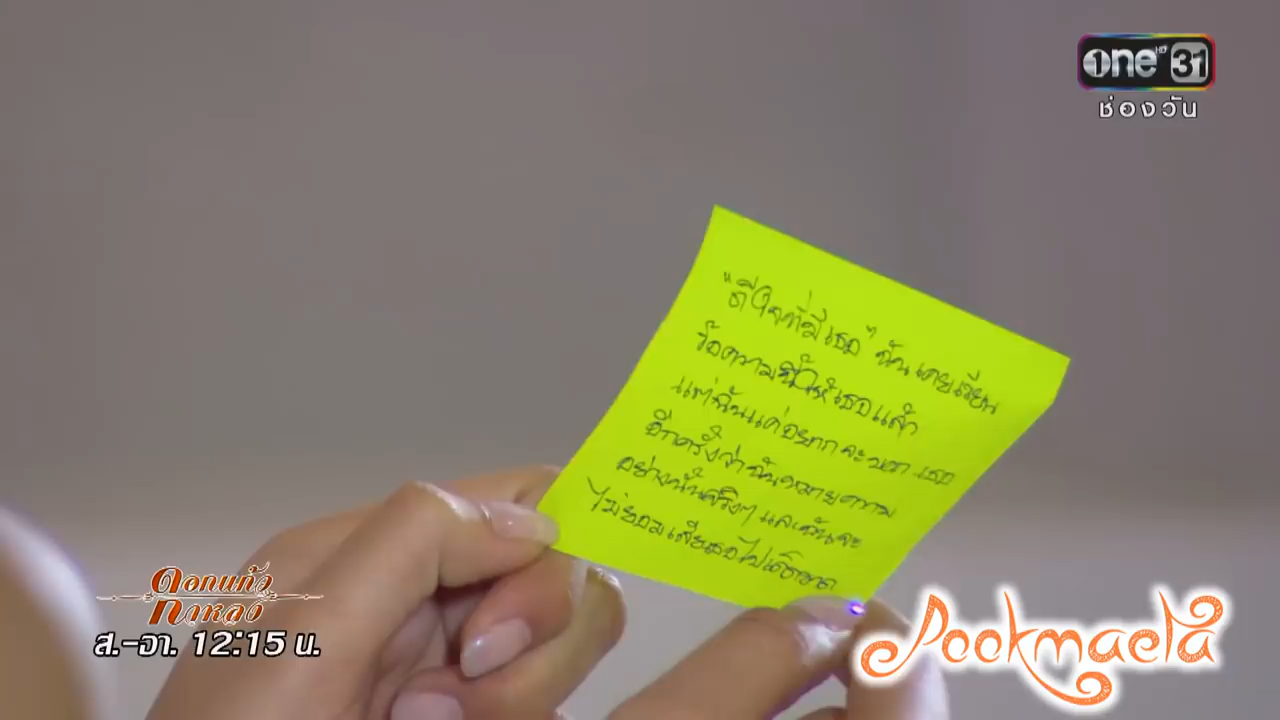 one HD 31
ช่องวัน
"ดีใจที่มีเธอ" ฉันเคยเขียน
ข้อความนี้ให้เธอแล้ว
แต่ฉันแค่อยากจะบอกเธอ
อีกครั้งว่าฉันหมายความ
อย่างนั้นจริงๆ และฉันจะ
ไม่ยอมเสียเธอไปเด็ดขาด
ดอกแก้ว
กาหลง
ส.-อา. 12:15 น.
Pookmaela